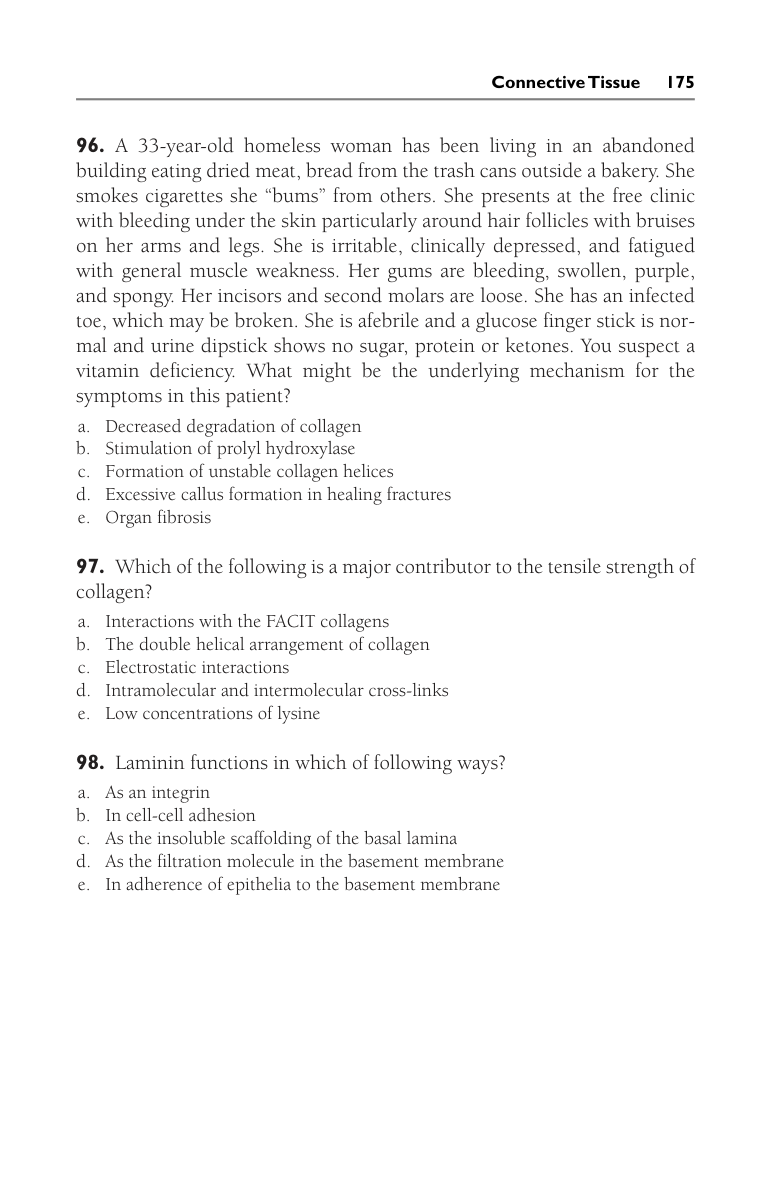 Connective Tissue 175
96. A 33-year-old homeless woman has been living in an abandoned
building eating dried meat, bread from the trash cans outside a bakery. She
smokes cigarettes she “bums” from others. She presents at the free clinic
with bleeding under the skin particularly around hair follicles with bruises
on her arms and legs. She is irritable, clinically depressed, and fatigued
with general muscle weakness. Her gums are bleeding, swollen, purple,
and spongy. Her incisors and second molars are loose. She has an infected
toe, which may be broken. She is afebrile and a glucose finger stick is nor-
mal and urine dipstick shows no sugar, protein or ketones. You suspect a
vitamin deficiency. What might be the underlying mechanism for the
symptoms in this patient?
a. Decreased degradation of collagen
b. Stimulation of prolyl hydroxylase
c. Formation of unstable collagen helices
d. Excessive callus formation in healing fractures
e. Organ fibrosis
97. Which of the following is a major contributor to the tensile strength of
collagen?
a. Interactions with the FACIT collagens
b. The double helical arrangement of collagen
c. Electrostatic interactions
d. Intramolecular and intermolecular cross-links
e. Low concentrations of lysine
98. Laminin functions in which of following ways?
a. As an integrin
b. In cell-cell adhesion
c. As the insoluble scaffolding of the basal lamina
d. As the filtration molecule in the basement membrane
e. In adherence of epithelia to the basement membrane